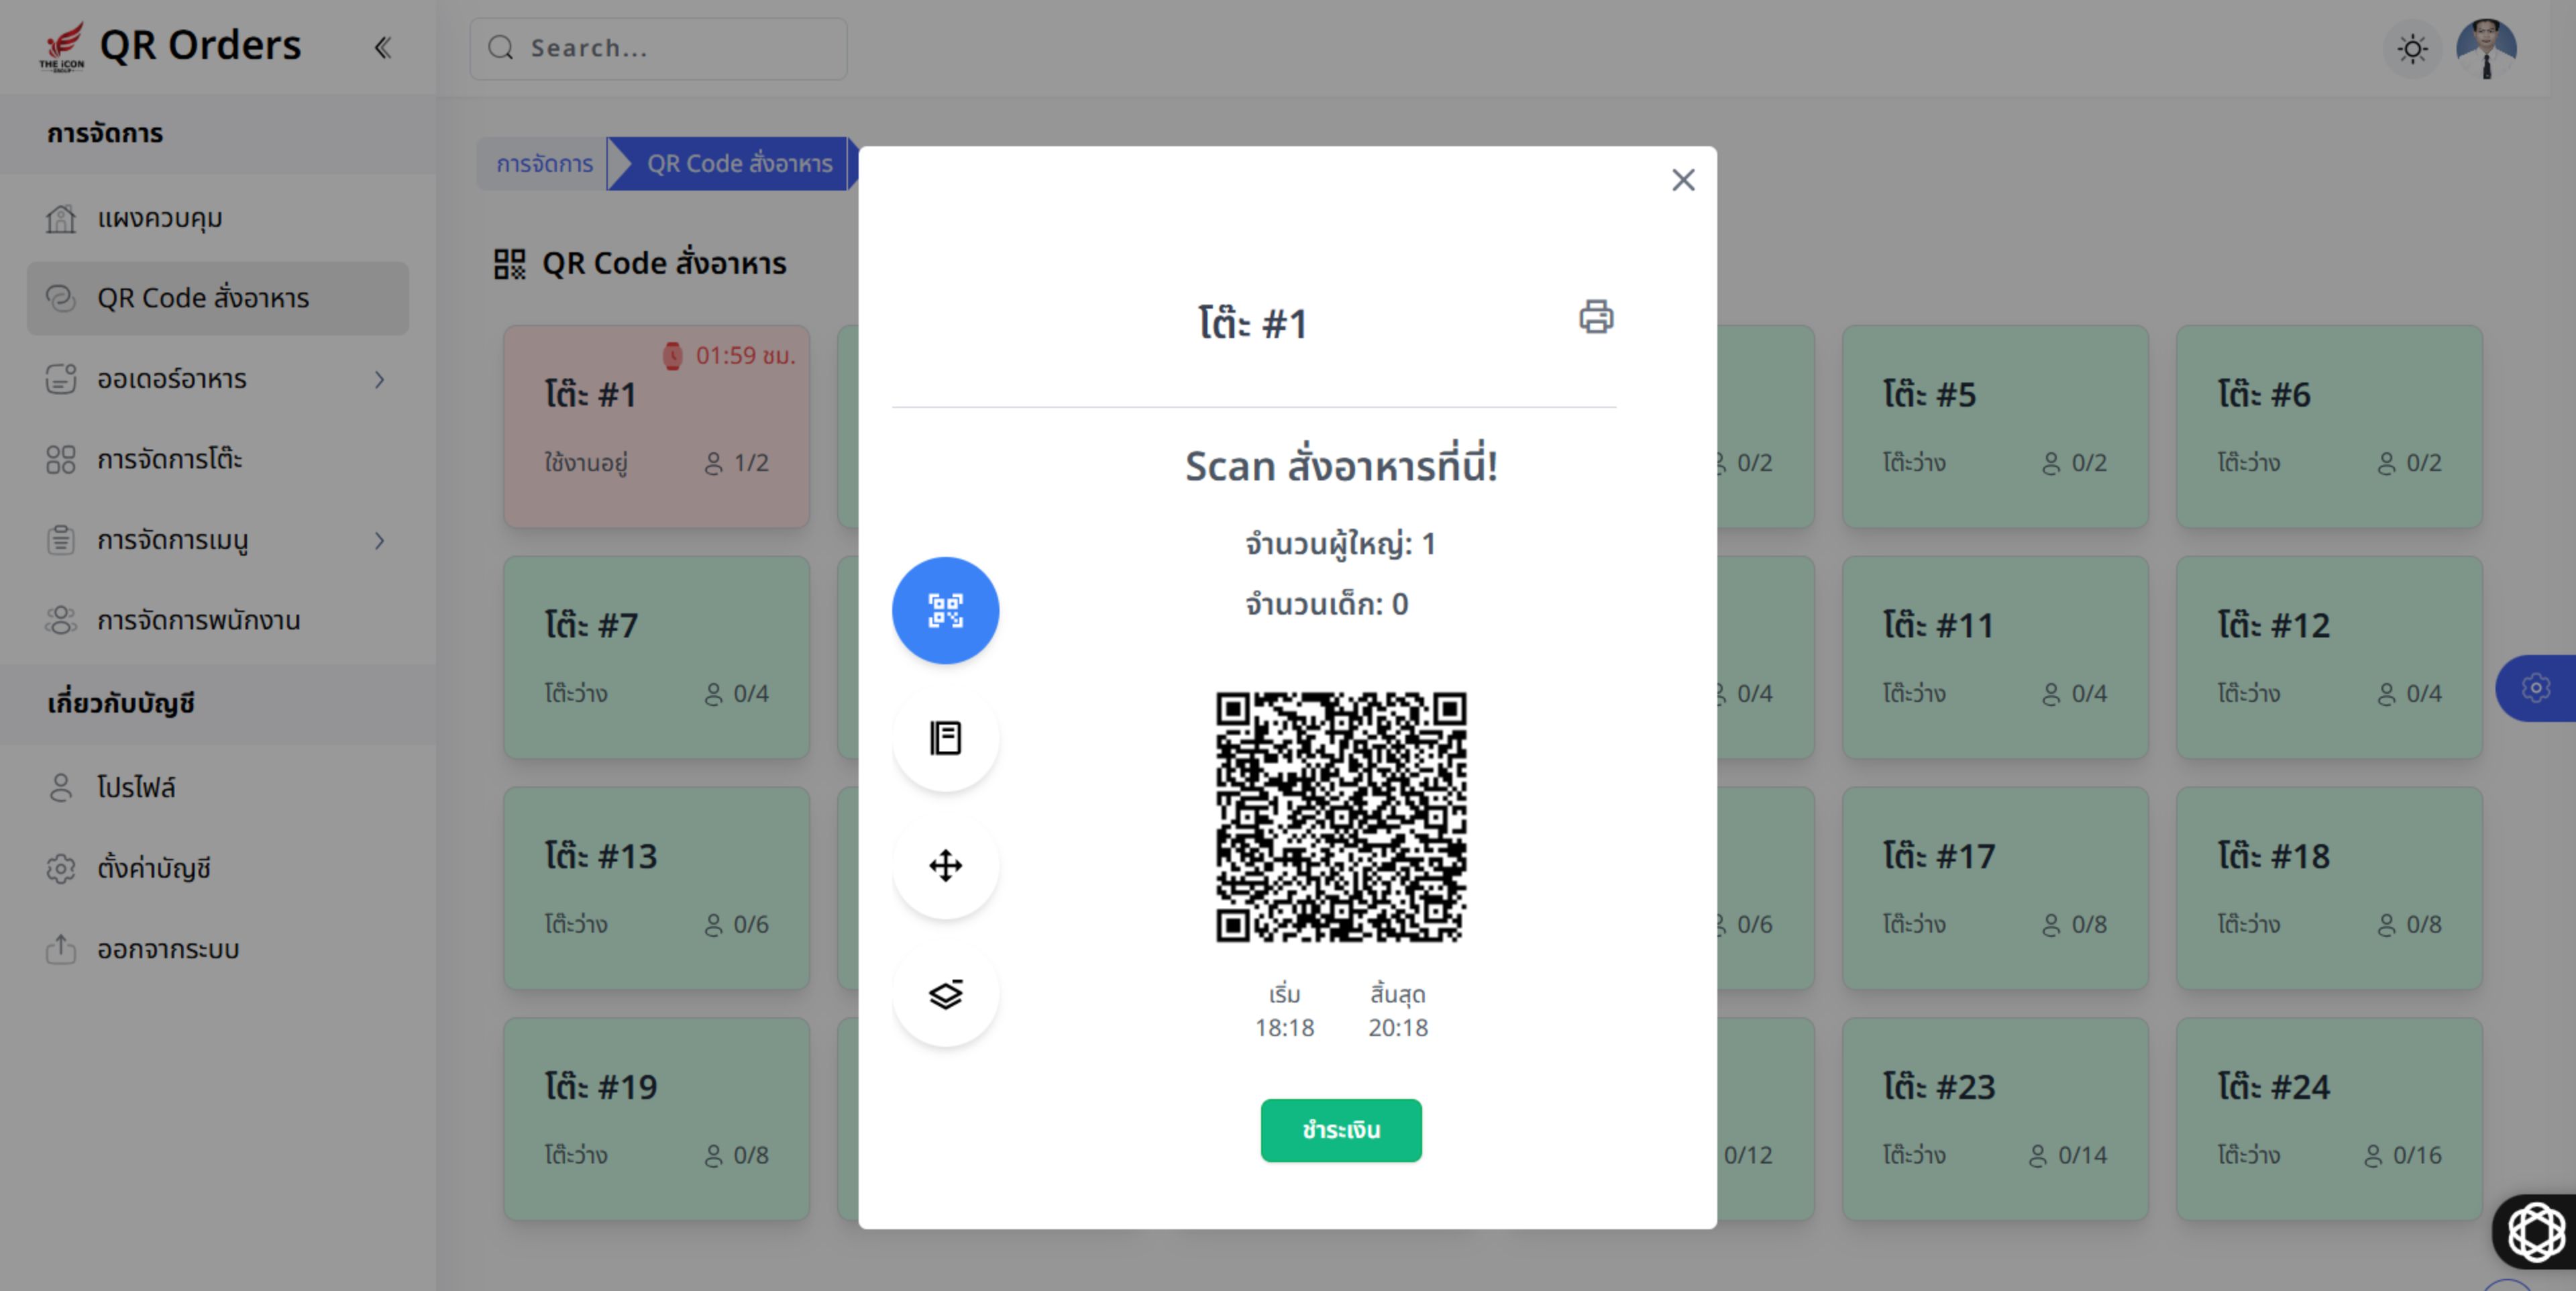 THE iCON
GROUP
QR Orders
Search...
การจัดการ
แผงควบคุม
QR Code สั่งอาหาร
ออเดอร์อาหาร
การจัดการโต๊ะ
การจัดการเมนู
การจัดการพนักงาน
เกี่ยวกับบัญชี
โปรไฟล์
ตั้งค่าบัญชี
ออกจากระบบ
การจัดการ QR Code สั่งอาหาร
QR Code สั่งอาหาร
01:59 ชม.
โต๊ะ #1
ใช้งานอยู่ 1/2
0/2
โต๊ะ #5
โต๊ะว่าง 0/2
โต๊ะ #6
โต๊ะว่าง 0/2
โต๊ะ #7
โต๊ะว่าง 0/4
0/4
โต๊ะ #11
โต๊ะว่าง 0/4
โต๊ะ #12
โต๊ะว่าง 0/4
โต๊ะ #13
โต๊ะว่าง 0/6
0/6
โต๊ะ #17
โต๊ะว่าง 0/8
โต๊ะ #18
โต๊ะว่าง 0/8
โต๊ะ #19
โต๊ะว่าง 0/8
0/12
โต๊ะ #23
โต๊ะว่าง 0/14
โต๊ะ #24
โต๊ะว่าง 0/16
โต๊ะ #1
Scan สั่งอาหารที่นี่!
จำนวนผู้ใหญ่: 1
จำนวนเด็ก: 0
เริ่ม สิ้นสุด
18:18 20:18
ชำระเงิน